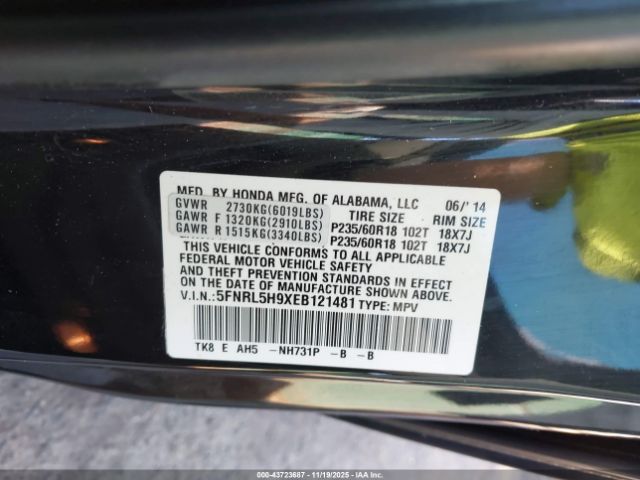 MFD. BY HONDA MFG. OF ALABAMA, LLC 06/'14
GVWR 2730KG(6019LBS) TIRE SIZE RIM SIZE
GAWR F 1320KG(2910LBS) P235/60R18 102T 18X7J
GAWR R 1515KG(3340LBS) P235/60R18 102T 18X7J
THIS VEHICLE CONFORMS TO ALL APPLICABLE
FEDERAL MOTOR VEHICLE SAFETY
AND THEFT PREVENTION STANDARDS IN EFFECT
ON THE DATE OF MANUFACTURE SHOWN ABOVE.
V.I.N.: 5FNRL5H9XEB121481 TYPE: MPV
TK8 E AH5 -NH731P -B -B
00-43723687 | 11/19/2025 | Copyright © IAA, LLC